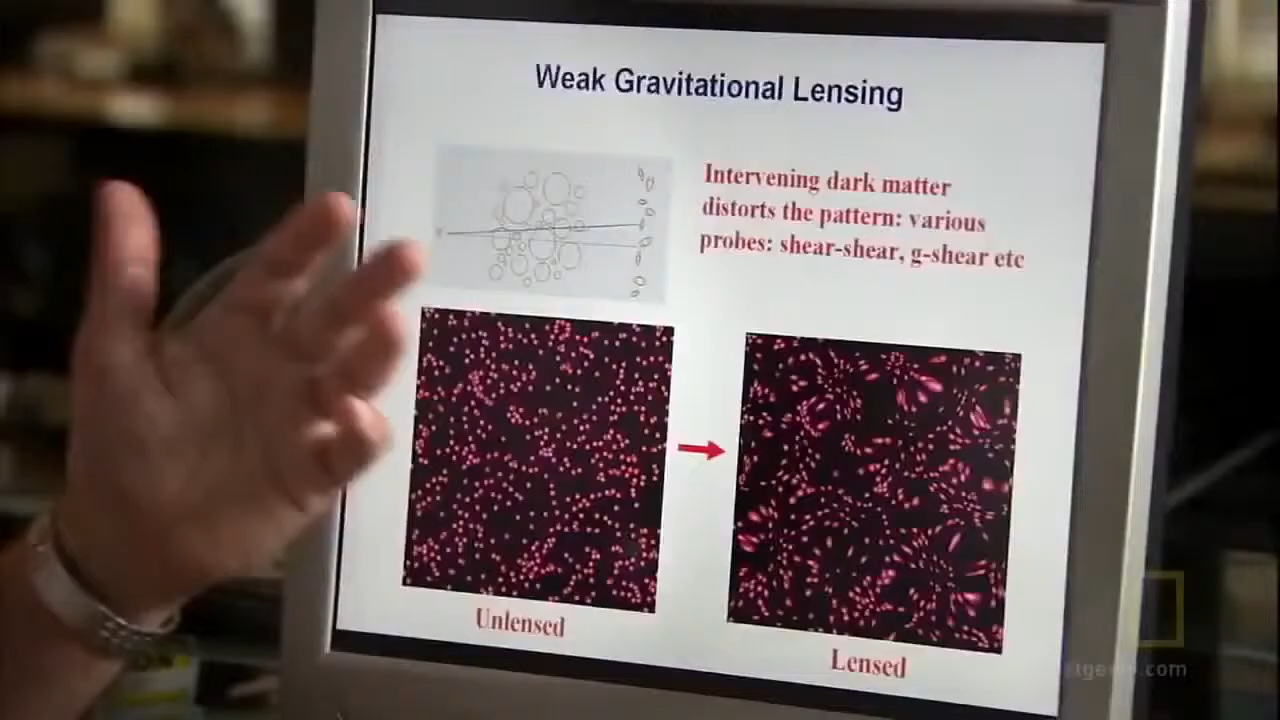 Weak Gravitational Lensing
Intervening dark matter
distorts the pattern: various
probes: shear-shear, g-shear etc
Unlensed
Lensed